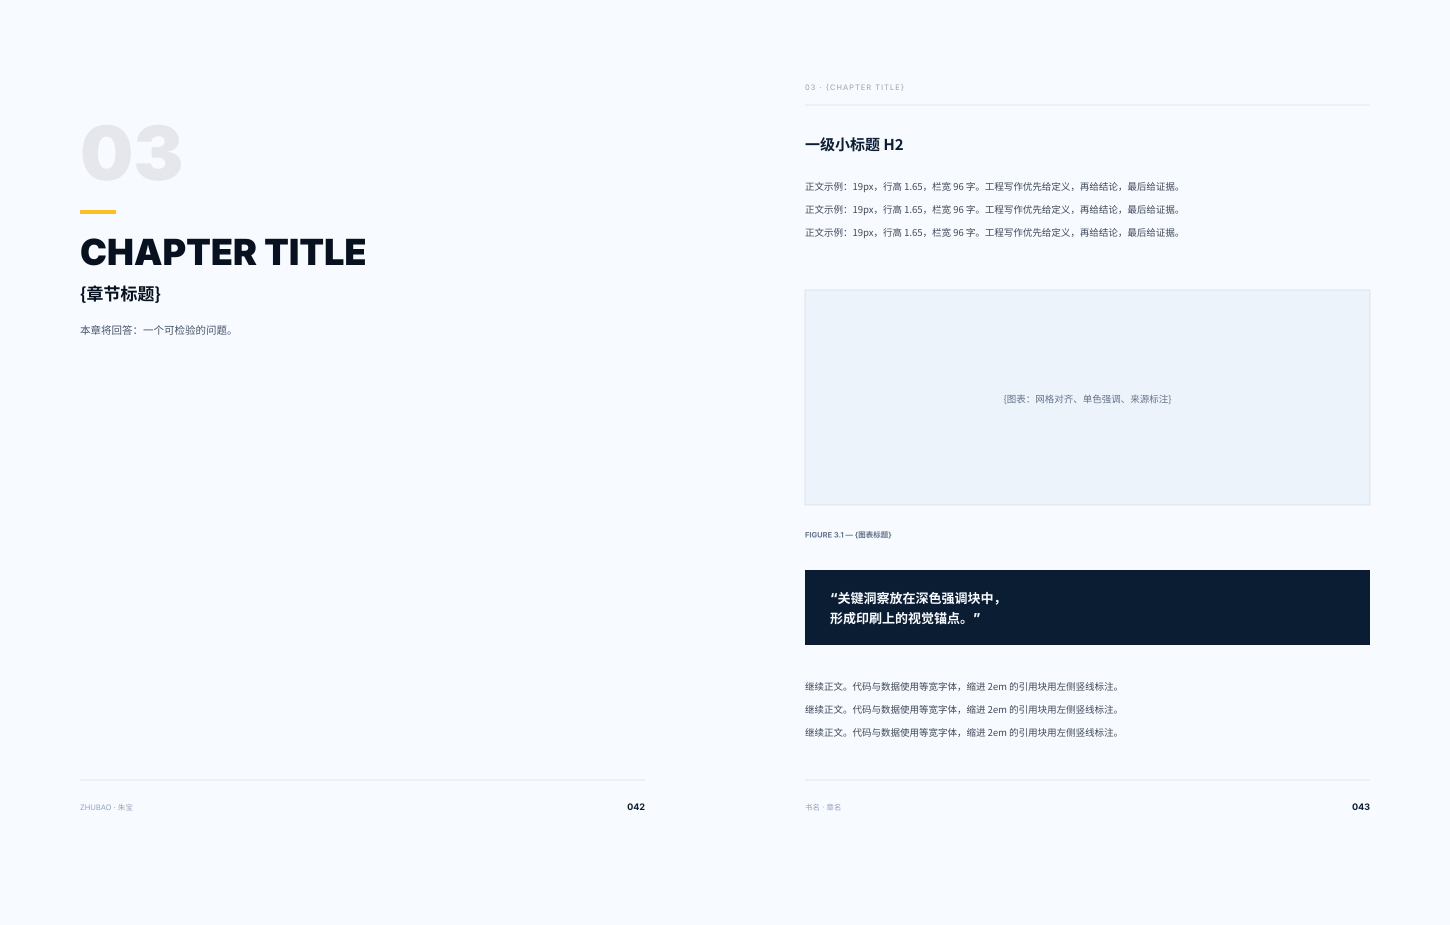 03
CHAPTER TITLE
{章节标题}
本章将回答：一个可检验的问题。
ZHUBAO · 朱宝
042
03 · {CHAPTER TITLE}
一级小标题 H2
正文示例：19px，行高 1.65，栏宽 96 字。工程写作优先给定义，再给结论，最后给证据。
正文示例：19px，行高 1.65，栏宽 96 字。工程写作优先给定义，再给结论，最后给证据。
正文示例：19px，行高 1.65，栏宽 96 字。工程写作优先给定义，再给结论，最后给证据。
{图表：网格对齐、单色强调、来源标注}
FIGURE 3.1 — {图表标题}
“关键洞察放在深色强调块中，
形成印刷上的视觉锚点。”
继续正文。代码与数据使用等宽字体，缩进 2em 的引用块用左侧竖线标注。
继续正文。代码与数据使用等宽字体，缩进 2em 的引用块用左侧竖线标注。
继续正文。代码与数据使用等宽字体，缩进 2em 的引用块用左侧竖线标注。
书名 · 章名
043